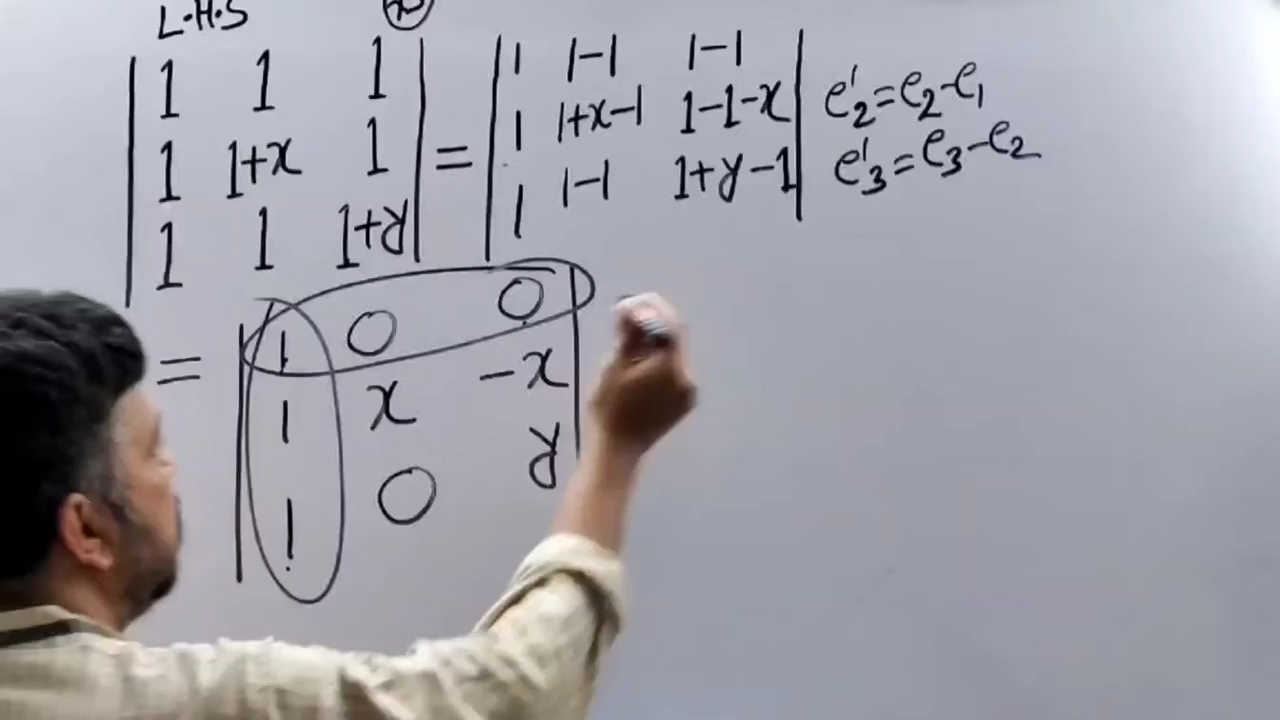 L.H.S
| 1 1 1 | = | 1 1-1 1-1 |
| 1 1+x 1 | = | 1 1+x-1 1-1-x | c'₂=c₂-c₁
| 1 1 1+y | = | 1 1-1 1+y-1 | c'₃=c₃-c₂
= | 1 0 0 |
| 1 x -x |
| 1 0 y |